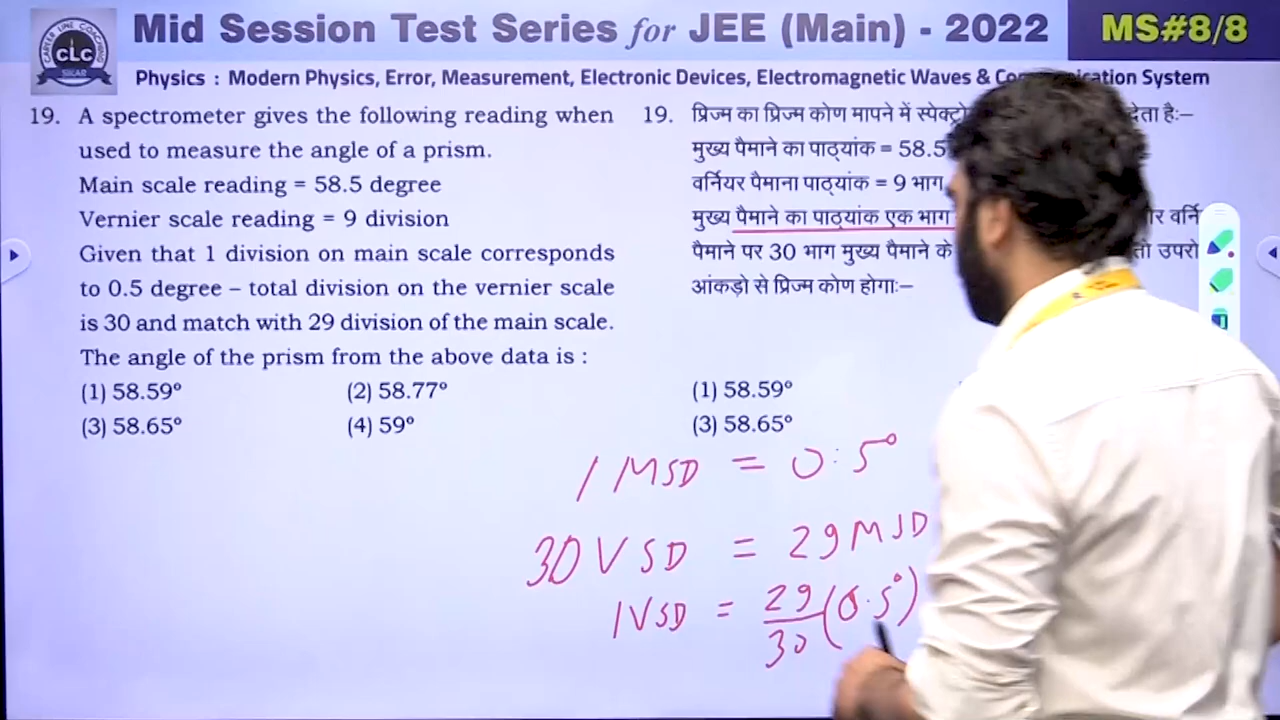 Mid Session Test Series for JEE (Main) - 2022
MS#8/8
CAREER LINE COACHING
CLC
SIKAR
Physics : Modern Physics, Error, Measurement, Electronic Devices, Electromagnetic Waves & System
19. A spectrometer gives the following reading when
used to measure the angle of a prism.
Main scale reading = 58.5 degree
Vernier scale reading = 9 division
Given that 1 division on main scale corresponds
to 0.5 degree – total division on the vernier scale
is 30 and match with 29 division of the main scale.
The angle of the prism from the above data is :
(1) 58.59° (2) 58.77°
(3) 58.65° (4) 59°
19. प्रिज्म का प्रिज्म कोण मापने में देता है:–
मुख्य पैमाने का पाठ्यांक = 58.5
वर्नियर पैमाना पाठ्यांक = 9 भाग
मुख्य पैमाने का पाठ्यांक एक भाग
पैमाने पर 30 भाग मुख्य पैमाने के उपरो
आंकड़ो से प्रिज्म कोण होगा:–
(1) 58.59°
(3) 58.65°
1 MSD = 0.5°
30 VSD = 29 MSD
1 VSD = 29/30 (0.5°)